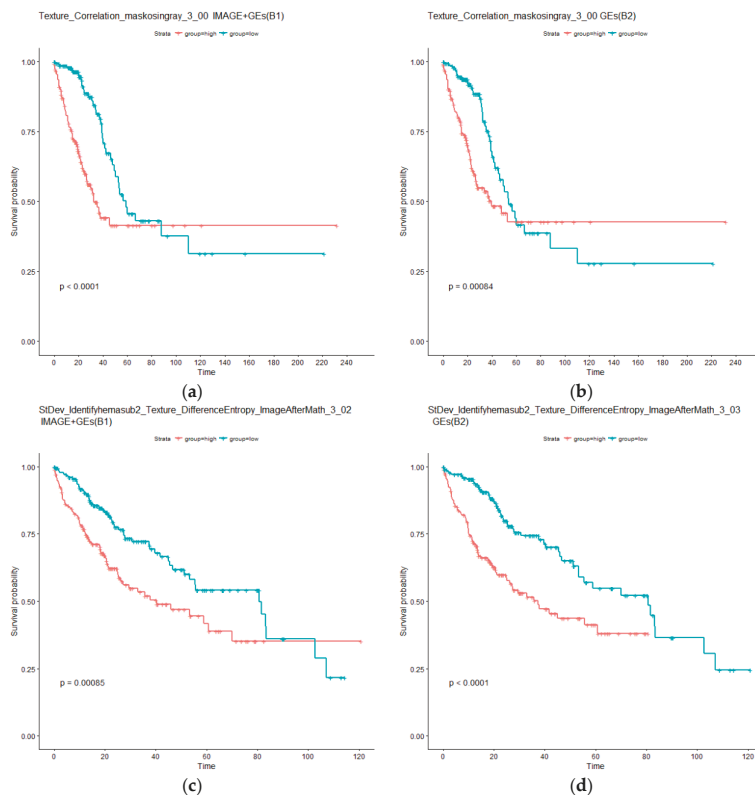 Texture_Correlation_maskosingray_3_00 IMAGE+GEs(B1)
Strata group=high group=low
1.00
0.75
0.50
0.25
0.00
Survival probability
p < 0.0001
0 20 40 60 80 100 120 140 160 180 200 220 240
Time
(a)
Texture_Correlation_maskosingray_3_00 GEs(B2)
Strata group=high group=low
1.00
0.75
0.50
0.25
0.00
Survival probability
p = 0.00084
0 20 40 60 80 100 120 140 160 180 200 220 240
Time
(b)
StDev_Identifyhemasub2_Texture_DifferenceEntropy_ImageAfterMath_3_02
IMAGE+GEs(B1)
Strata group=high group=low
1.00
0.75
0.50
0.25
0.00
Survival probability
p = 0.00085
0 20 40 60 80 100 120
Time
(c)
StDev_Identifyhemasub2_Texture_DifferenceEntropy_ImageAfterMath_3_03
GEs(B2)
Strata group=high group=low
1.00
0.75
0.50
0.25
0.00
Survival probability
p < 0.0001
0 20 40 60 80 100 120
Time
(d)